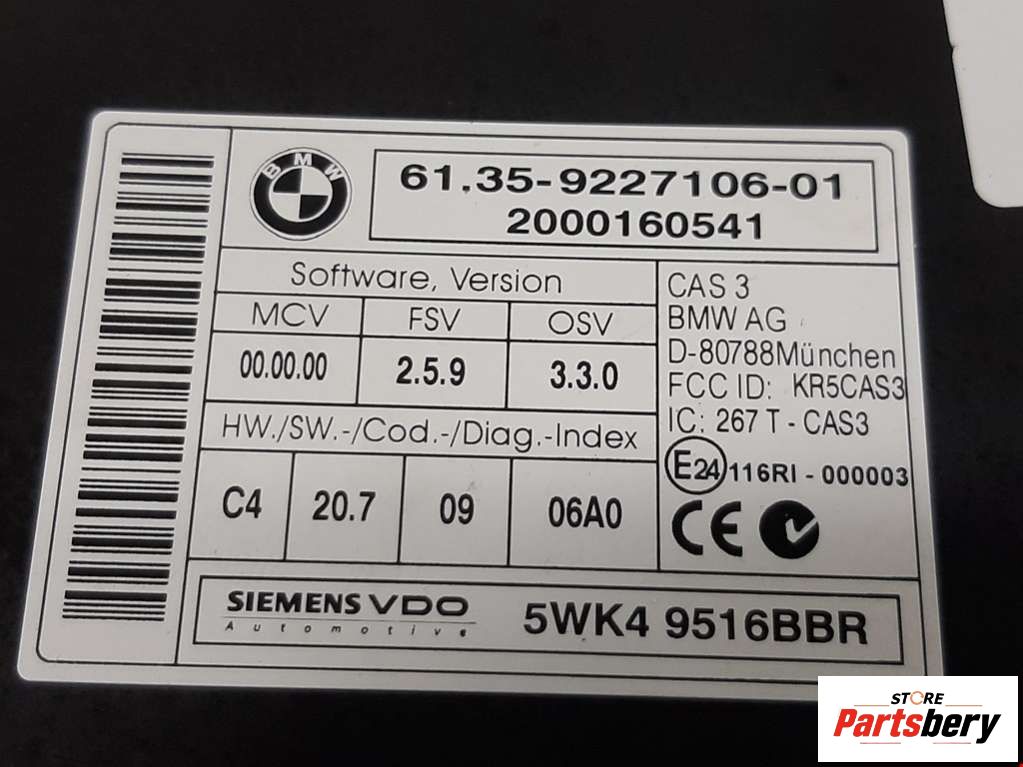 BMW
61.35-9227106-01
2000160541
Software, Version
MCV FSV OSV
00.00.00 2.5.9 3.3.0
HW./SW.-/Cod.-/Diag.-Index
C4 20.7 09 06A0
CAS 3
BMW AG
D-80788München
FCC ID: KR5CAS3
IC: 267 T - CAS3
E24 116RI - 000003
CE
SIEMENS VDO
Automotive
5WK4 9516BBR
STORE
Partsbery